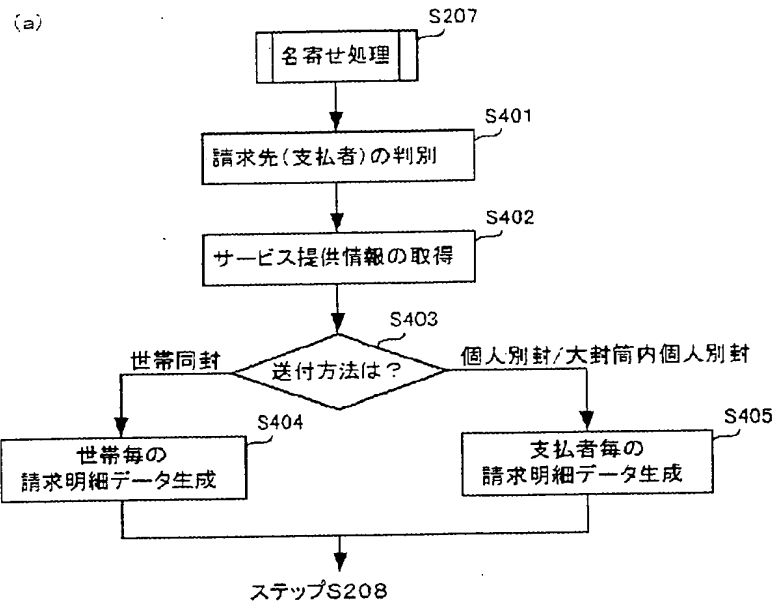 (a)
S207
名寄せ処理
S401
請求先(支払者)の判別
S402
サービス提供情報の取得
S403
送付方法は?
世帯同封
個人別封/大封筒内個人別封
S404
世帯毎の
請求明細データ生成
S405
支払者毎の
請求明細データ生成
ステップS208